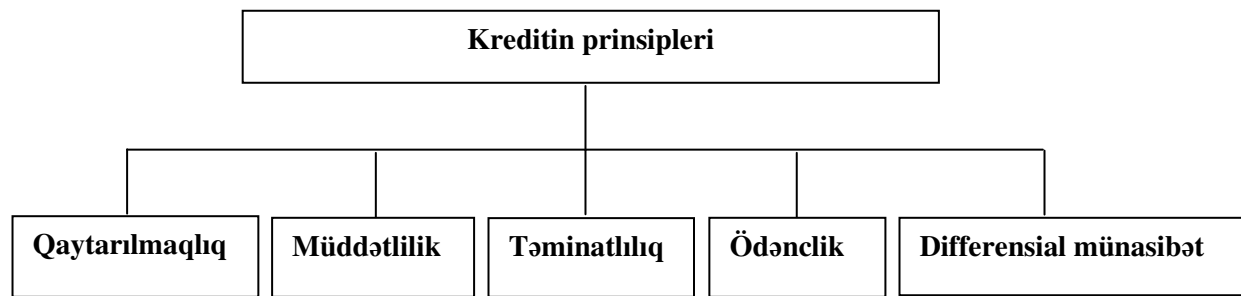 Kreditin prinsipleri
Qaytarılmaqlıq
Müddətlilik
Təminatlılıq
Ödənclik
Differensial münasibət